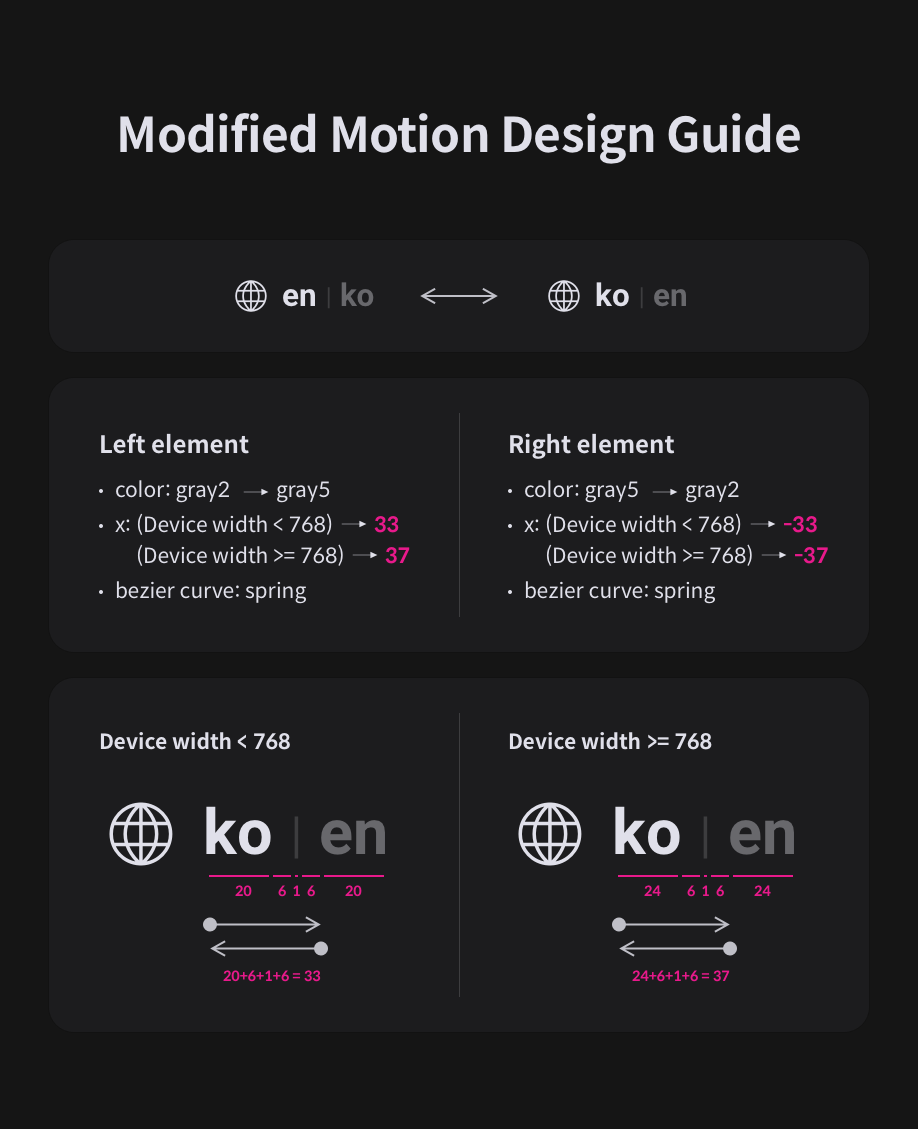 Modified Motion Design Guide
en | ko ↔ ko | en
Left element
• color: gray2 → gray5
• x: (Device width < 768) → 33
(Device width >= 768) → 37
• bezier curve: spring
Right element
• color: gray5 → gray2
• x: (Device width < 768) → -33
(Device width >= 768) → -37
• bezier curve: spring
Device width < 768
ko | en
20 6 1 6 20
20+6+1+6 = 33
Device width >= 768
ko | en
24 6 1 6 24
24+6+1+6 = 37